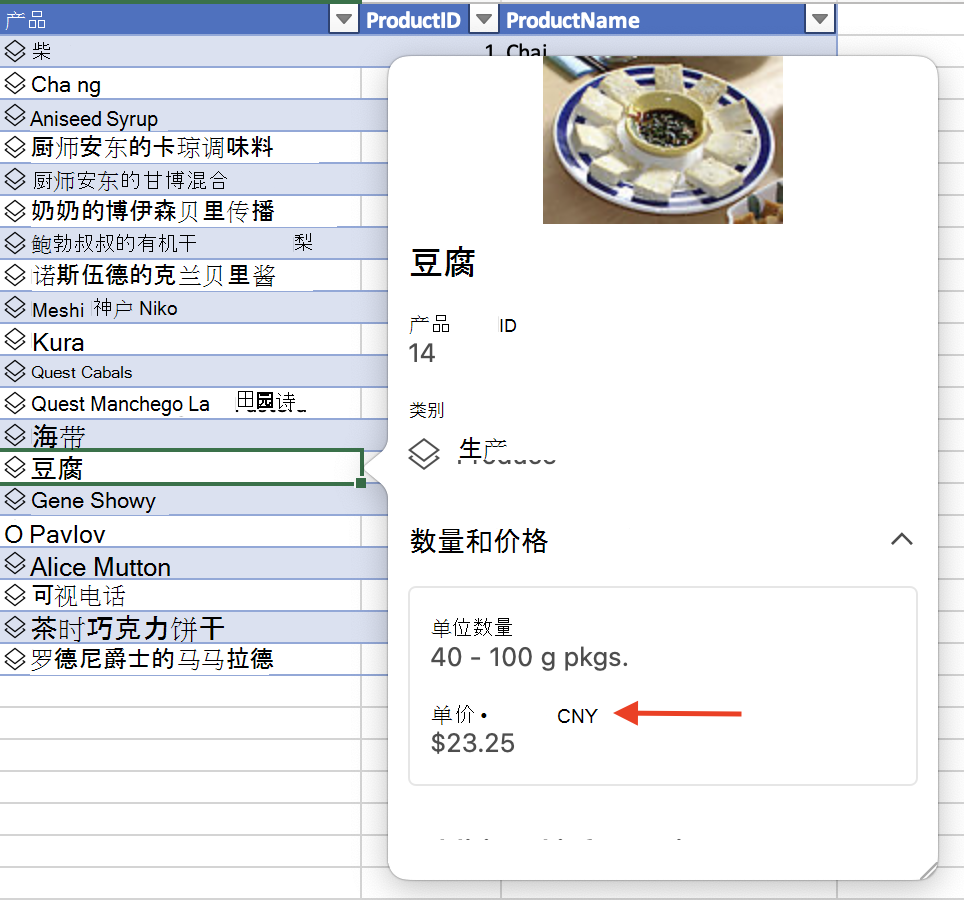 产品 ProductID ProductName
柴 1 Chai
Cha ng
Aniseed Syrup
厨师安东的卡琼调味料
厨师安东的甘博混合
奶奶的博伊森贝里传播
鲍勃叔叔的有机干 梨
诺斯伍德的克兰贝里酱
Meshi 神户 Niko
Kura
Quest Cabals
Quest Manchego La 田园诗
海带
豆腐
Gene Showy
O Pavlov
Alice Mutton
可视电话
茶时巧克力饼干
罗德尼爵士的马马拉德
豆腐
产品 ID
14
类别
生产
数量和价格
单位数量
40 - 100 g pkgs.
单价 • CNY
$23.25